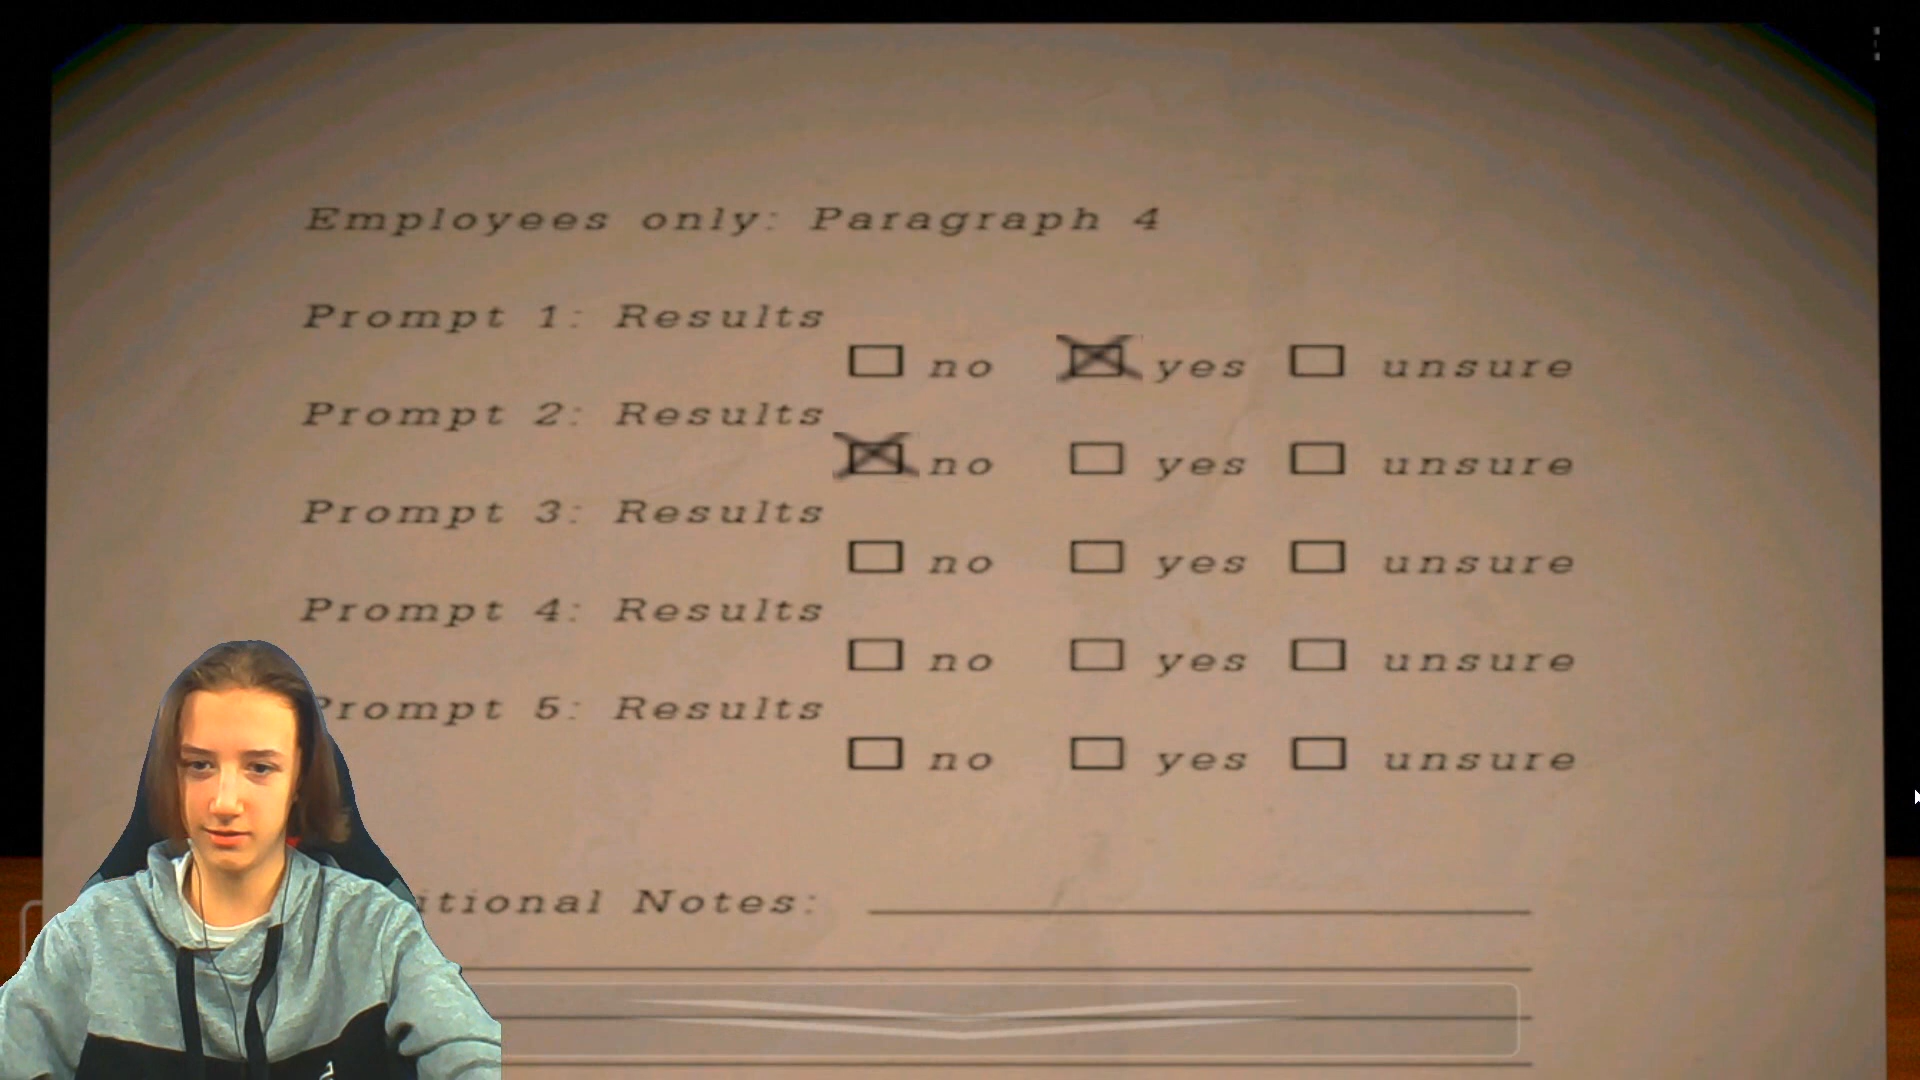 Employees only: Paragraph 4
Prompt 1: Results
no yes unsure
Prompt 2: Results
no yes unsure
Prompt 3: Results
no yes unsure
Prompt 4: Results
no yes unsure
Prompt 5: Results
no yes unsure
itional Notes: